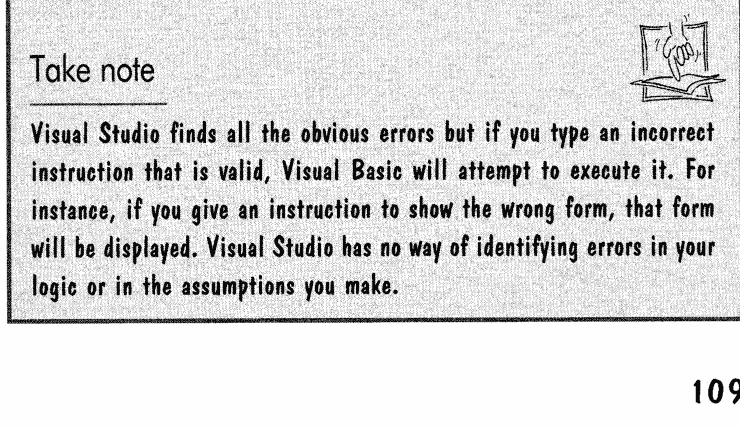 Take note
Visual Studio finds all the obvious errors but if you type an incorrect
instruction that is valid, Visual Basic will attempt to execute it. For
instance, if you give an instruction to show the wrong form, that form
will be displayed. Visual Studio has no way of identifying errors in your
logic or in the assumptions you make.
109